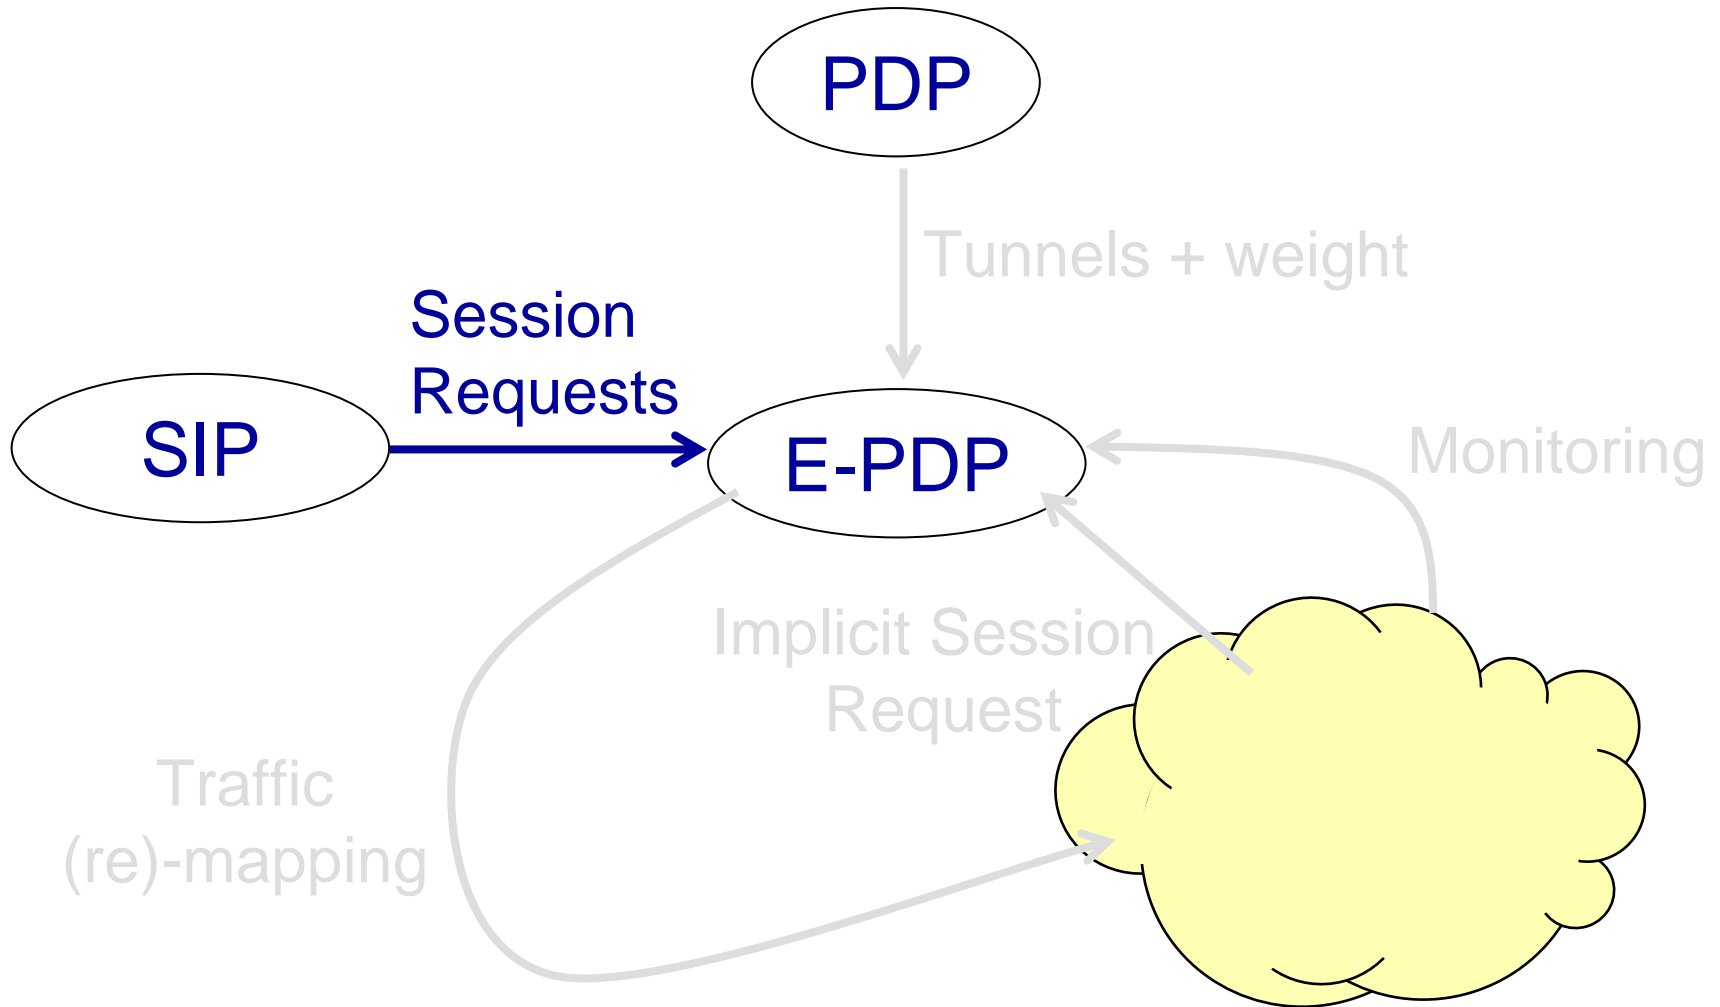 PDP
Tunnels + weight
Session
Requests
SIP
E-PDP
Monitoring
Implicit Session
Request
Traffic
(re)-mapping